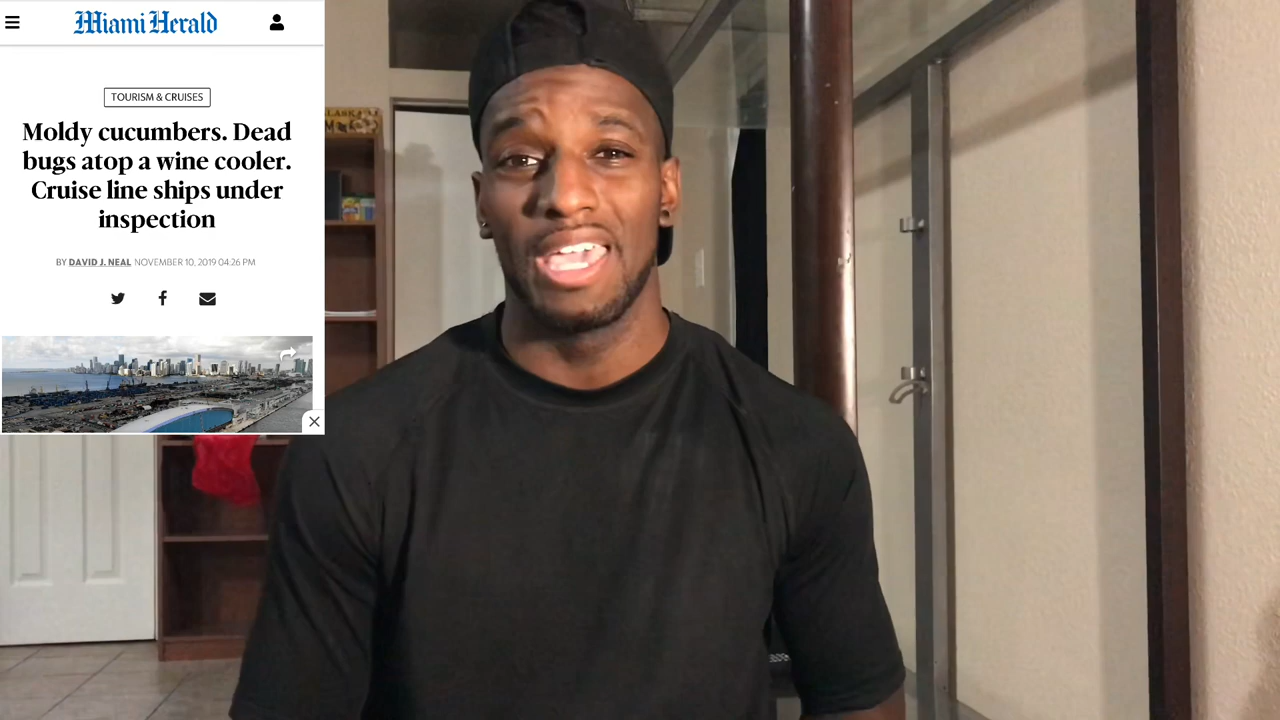 Miami Herald
TOURISM & CRUISES
Moldy cucumbers. Dead
bugs atop a wine cooler.
Cruise line ships under
inspection
BY DAVID J. NEAL NOVEMBER 10, 2019 04:26 PM